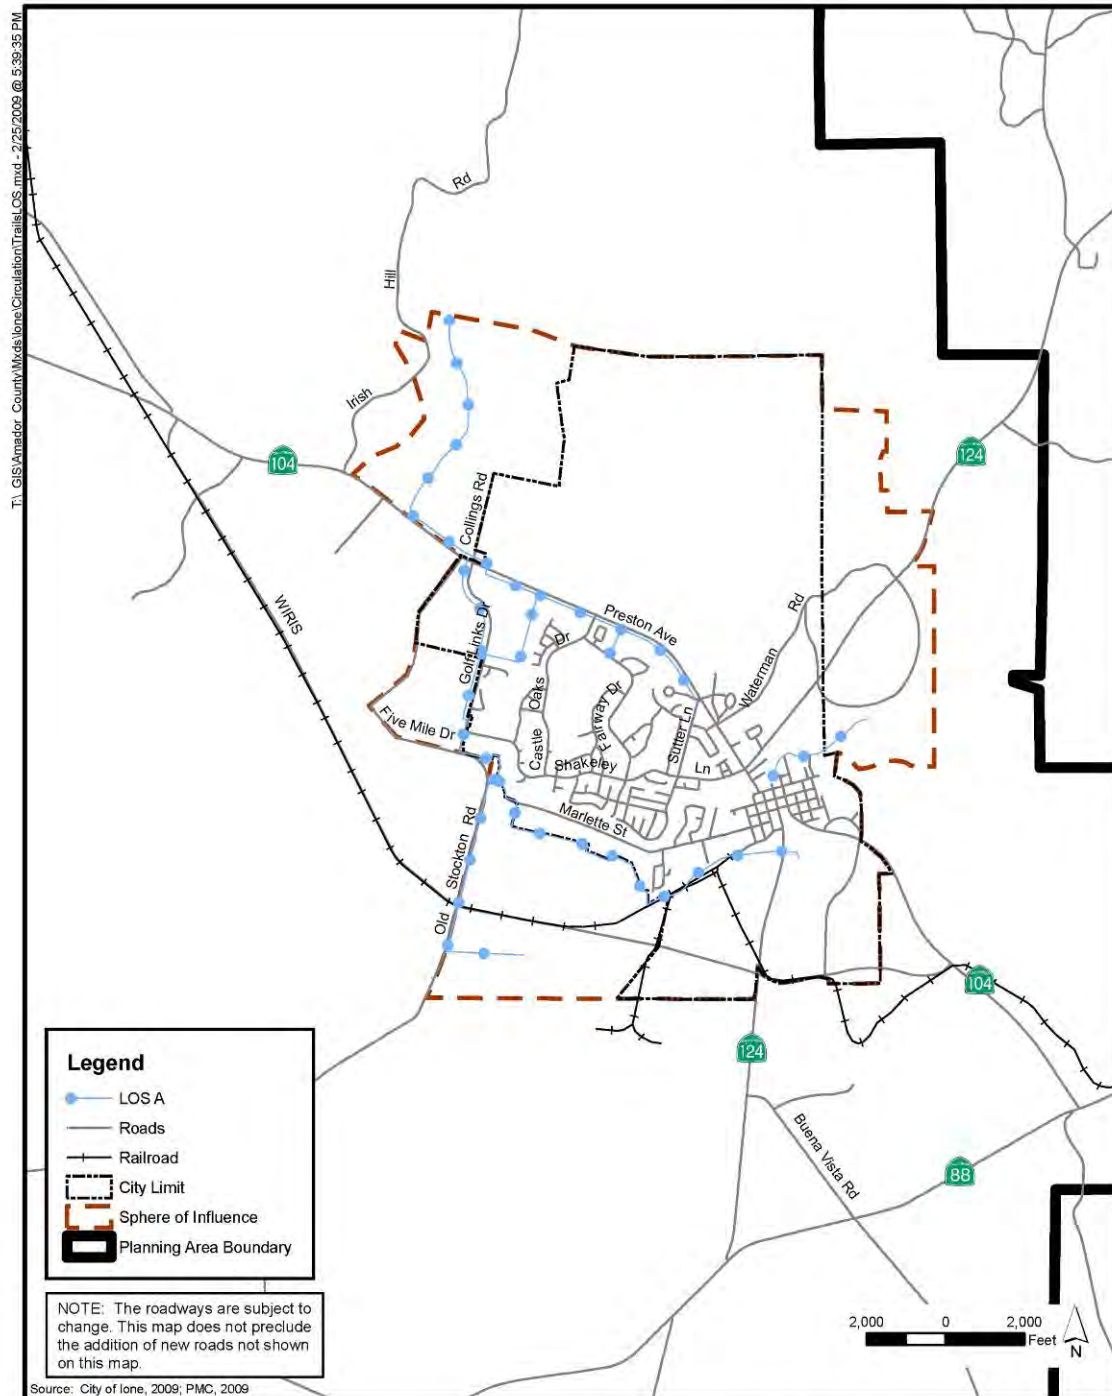 T:\_GIS\Amador_County\Mxds\Ione\Circulation\TrailsLOS.mxd - 2/25/2009 @ 5:39:35 PM
Rd
Hill
Irish
104
124
Collings Rd
WIRIS
Preston Ave
Golf Links Dr
Dr
Rd
Waterman
Oaks
Fairway Dr
Five Mile Dr
Castle
Sutter Ln
Shakeley
Ln
Marlette St
Rd
Stockton
Old
104
124
Buena Vista Rd
88
Legend
LOS A
Roads
Railroad
City Limit
Sphere of Influence
Planning Area Boundary
NOTE: The roadways are subject to
change. This map does not preclude
the addition of new roads not shown
on this map.
2,000 0 2,000
Feet
N
Source: City of Ione, 2009; PMC, 2009